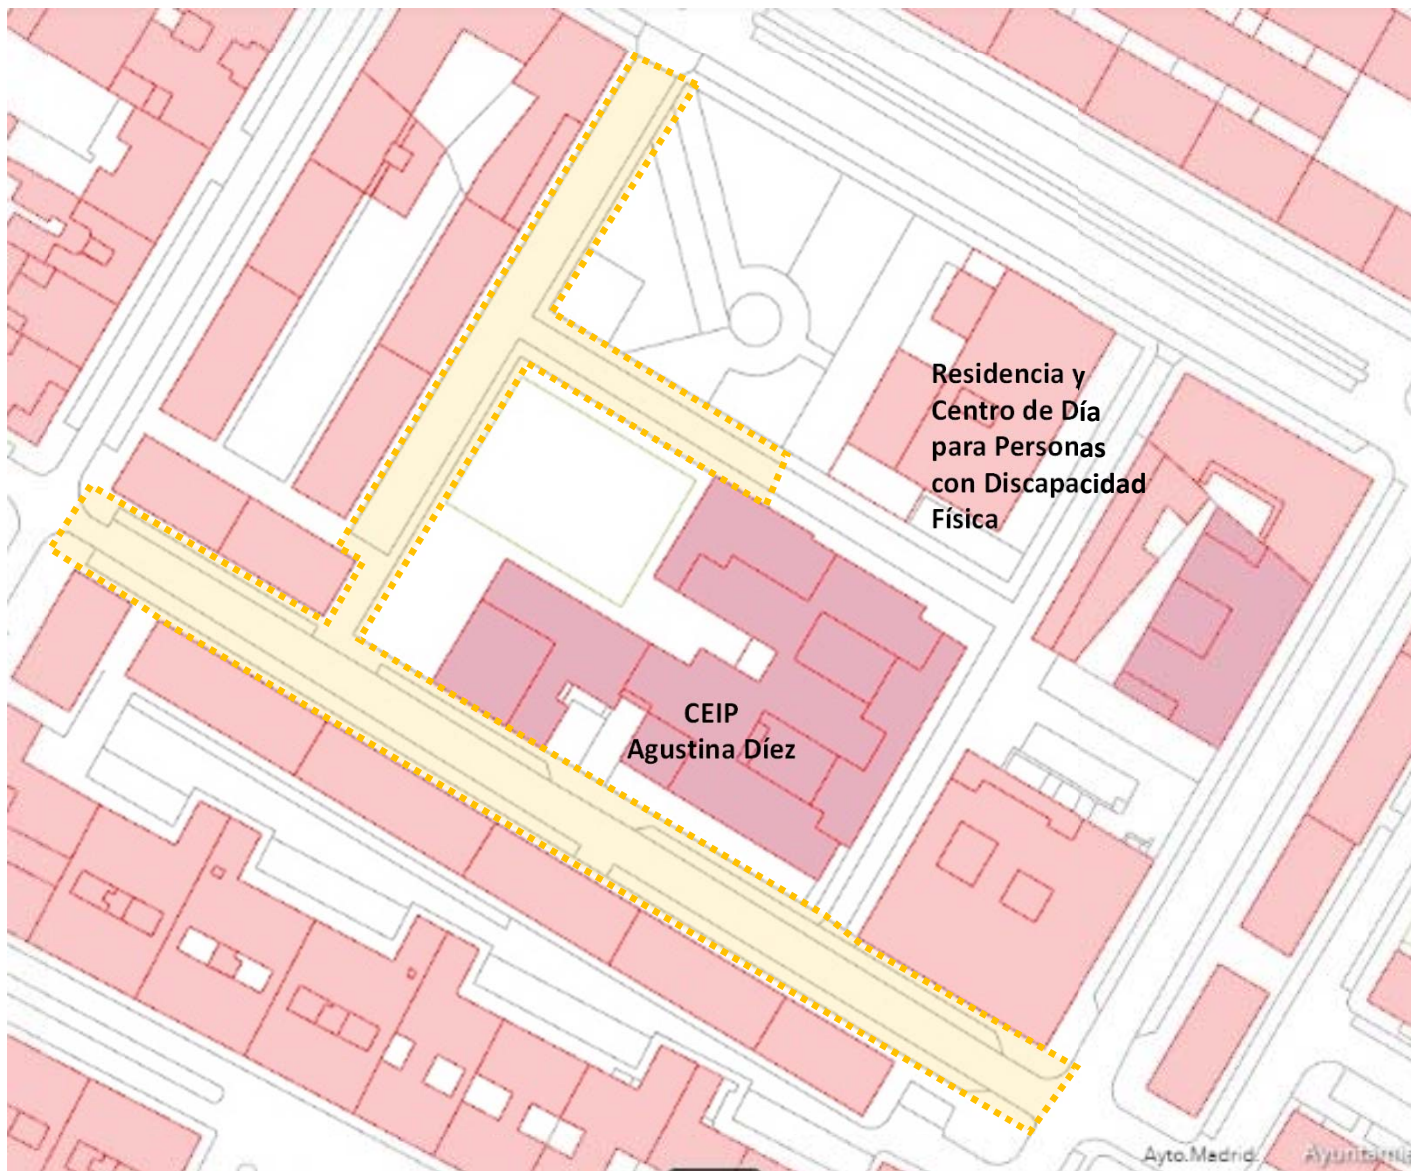 Residencia y
Centro de Día
para Personas
con Discapacidad
Física
CEIP
Agustina Díez
Ayto.Madrid.